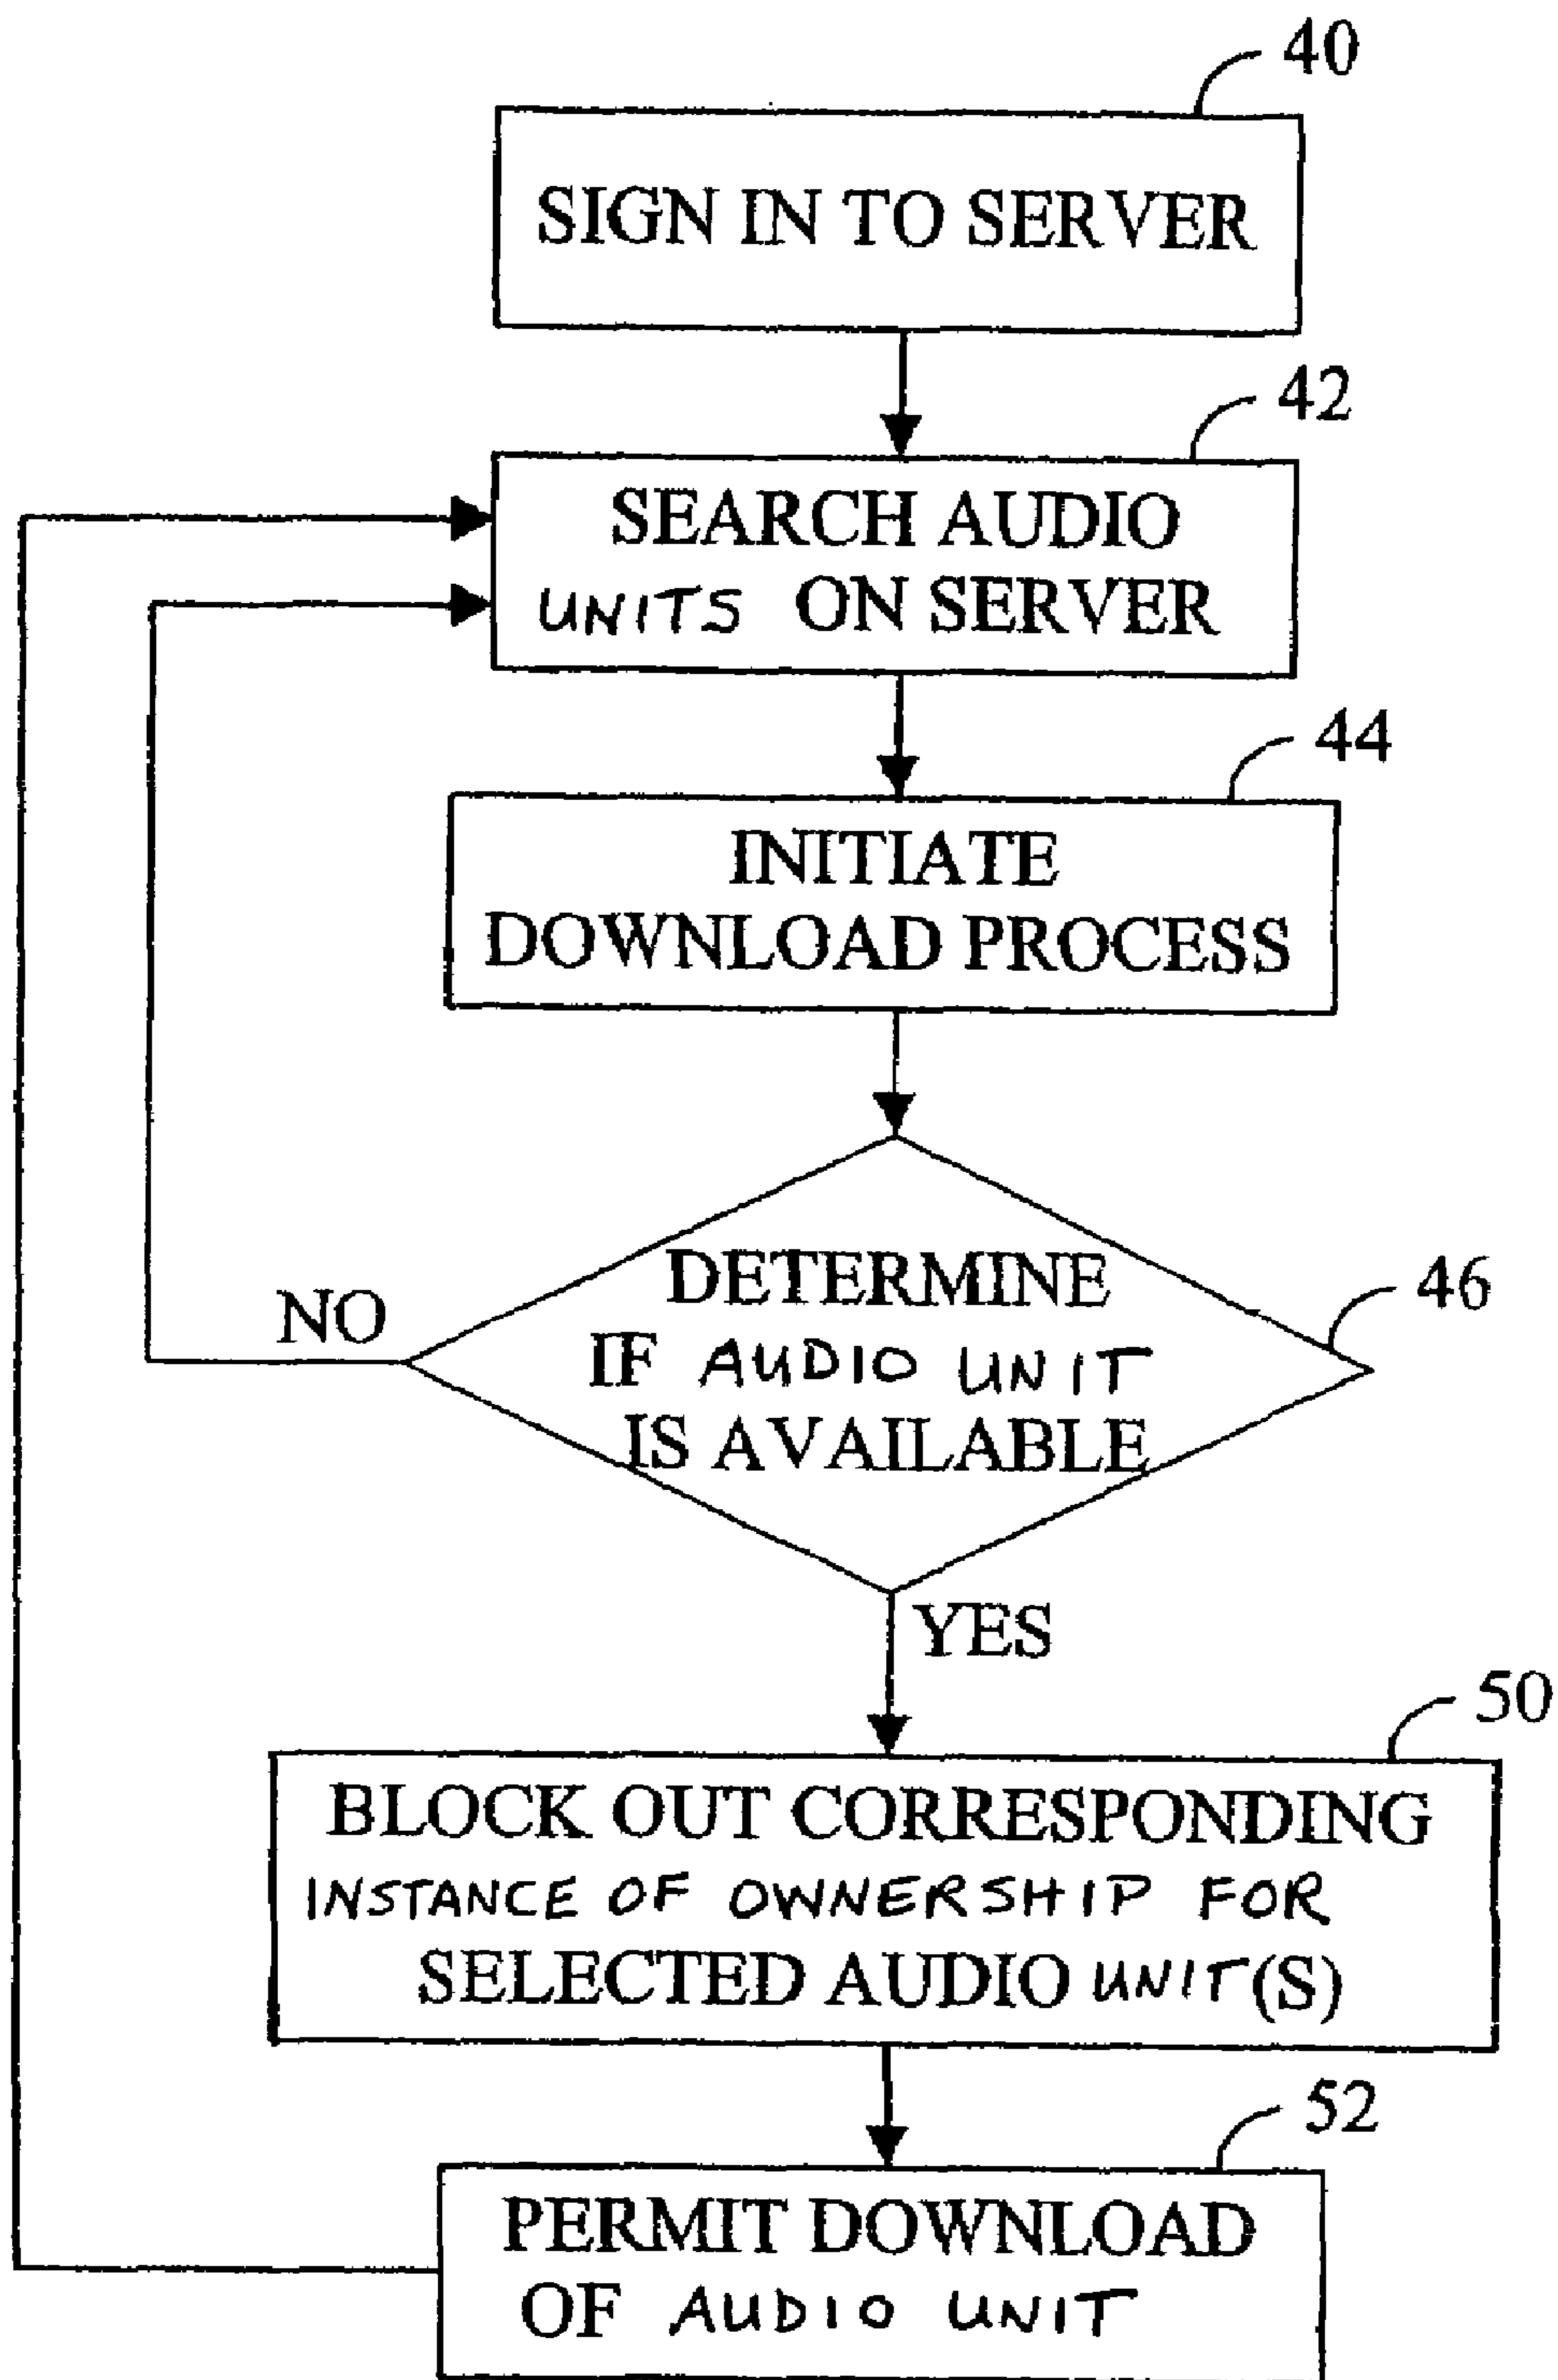 40
SIGN IN TO SERVER
42
SEARCH AUDIO
UNITS ON SERVER
44
INITIATE
DOWNLOAD PROCESS
46
DETERMINE
IF AUDIO UNIT
IS AVAILABLE
NO
YES
50
BLOCK OUT CORRESPONDING
INSTANCE OF OWNERSHIP FOR
SELECTED AUDIO UNIT(S)
52
PERMIT DOWNLOAD
OF AUDIO UNIT